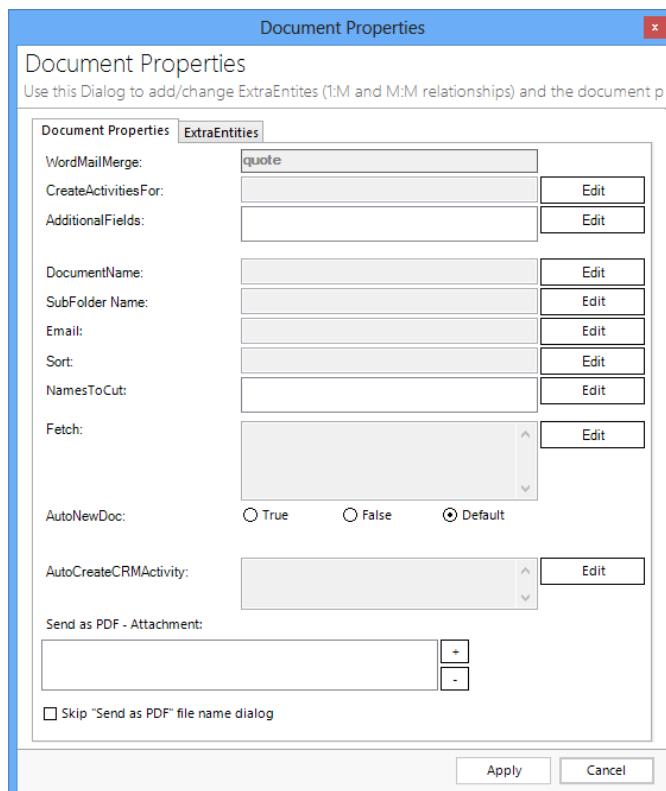 Document Properties
x
Document Properties
Use this Dialog to add/change ExtraEntites (1:M and M:M relationships) and the document p
Document Properties ExtraEntities
WordMailMerge: quote
CreateActivitiesFor: Edit
AdditionalFields: Edit
DocumentName: Edit
SubFolder Name: Edit
Email: Edit
Sort: Edit
NamesToCut: Edit
Fetch: Edit
AutoNewDoc: True False Default
AutoCreateCRMActivity: Edit
Send as PDF - Attachment:
+
-
Skip "Send as PDF" file name dialog
Apply Cancel